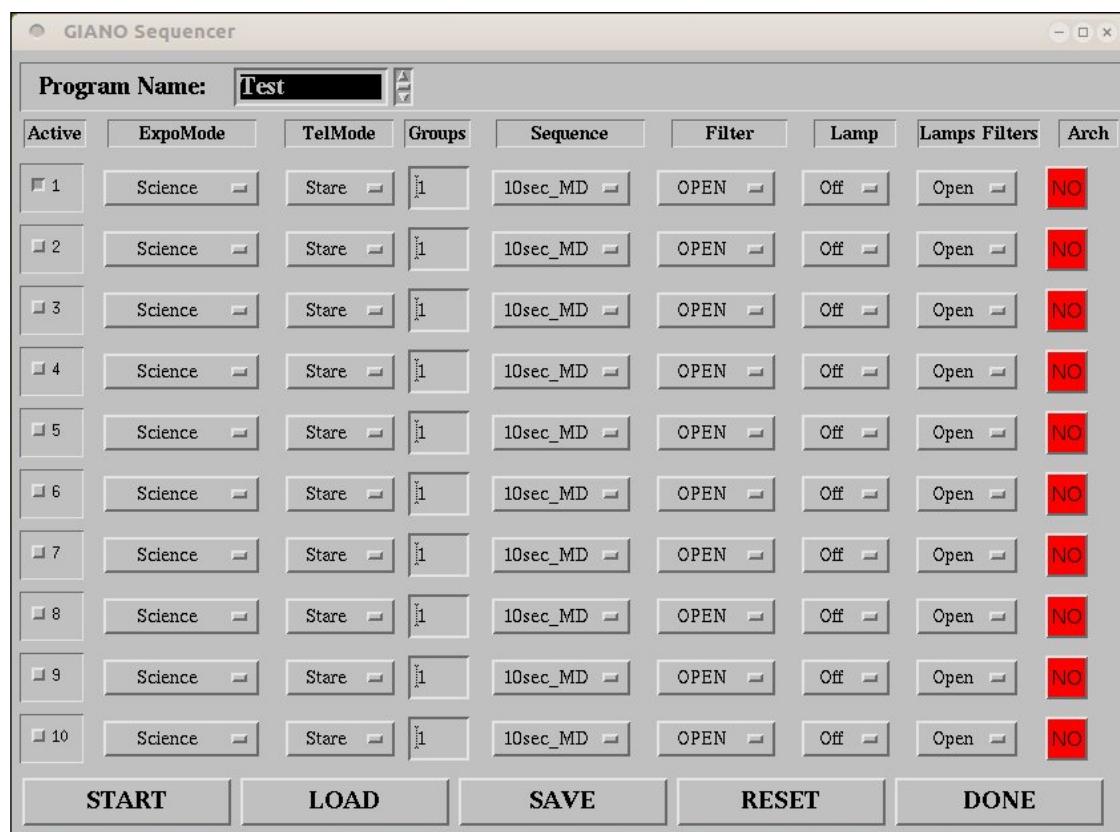 GIANO Sequencer
Program Name: Test
Active ExpoMode TelMode Groups Sequence Filter Lamp Lamps Filters Arch
1 Science Stare 1 10sec_MD OPEN Off Open NO
2 Science Stare 1 10sec_MD OPEN Off Open NO
3 Science Stare 1 10sec_MD OPEN Off Open NO
4 Science Stare 1 10sec_MD OPEN Off Open NO
5 Science Stare 1 10sec_MD OPEN Off Open NO
6 Science Stare 1 10sec_MD OPEN Off Open NO
7 Science Stare 1 10sec_MD OPEN Off Open NO
8 Science Stare 1 10sec_MD OPEN Off Open NO
9 Science Stare 1 10sec_MD OPEN Off Open NO
10 Science Stare 1 10sec_MD OPEN Off Open NO
START LOAD SAVE RESET DONE